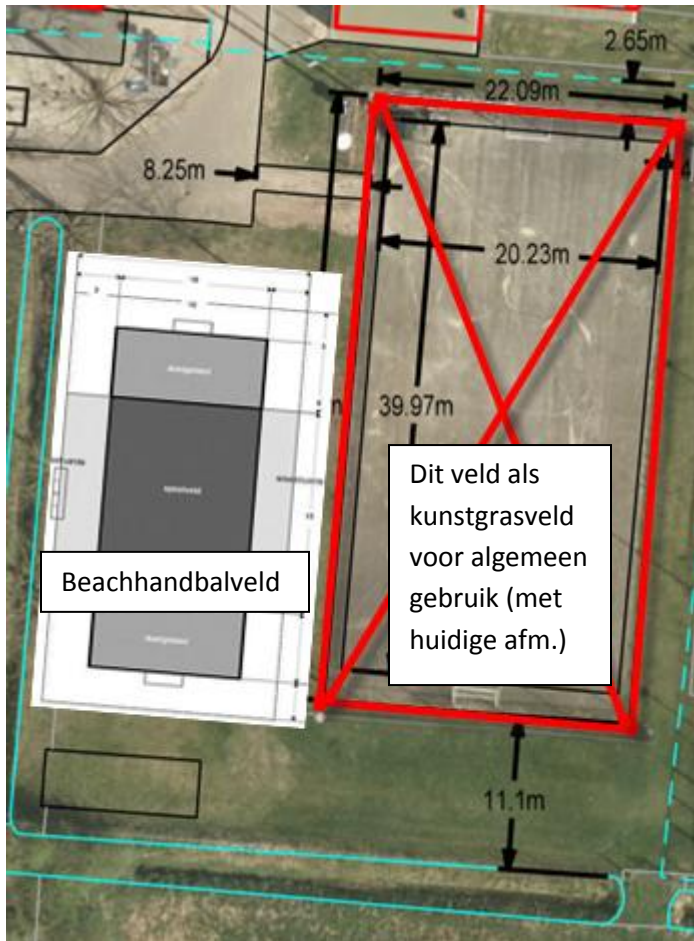 2.65m
22.09m
8.25m
20.23m
39.97m
Dit veld als
kunstgrasveld
voor algemeen
gebruik (met
huidige afm.)
Beachhandbalveld
11.1m